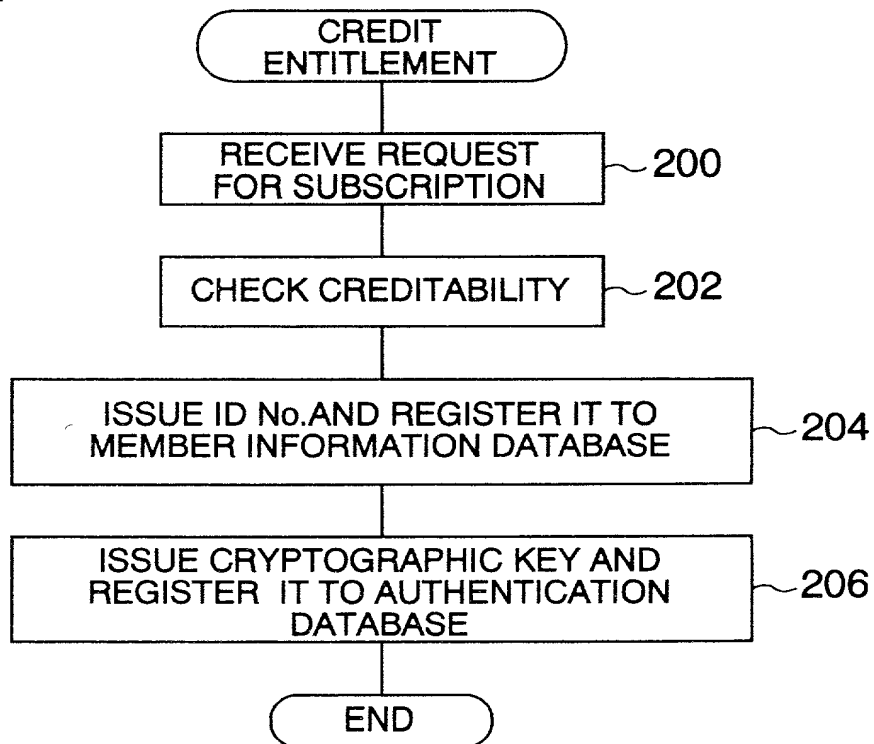 CREDIT
ENTITLEMENT
RECEIVE REQUEST
FOR SUBSCRIPTION
200
CHECK CREDITABILITY
202
ISSUE ID No.AND REGISTER IT TO
MEMBER INFORMATION DATABASE
204
ISSUE CRYPTOGRAPHIC KEY AND
REGISTER IT TO AUTHENTICATION
DATABASE
206
END